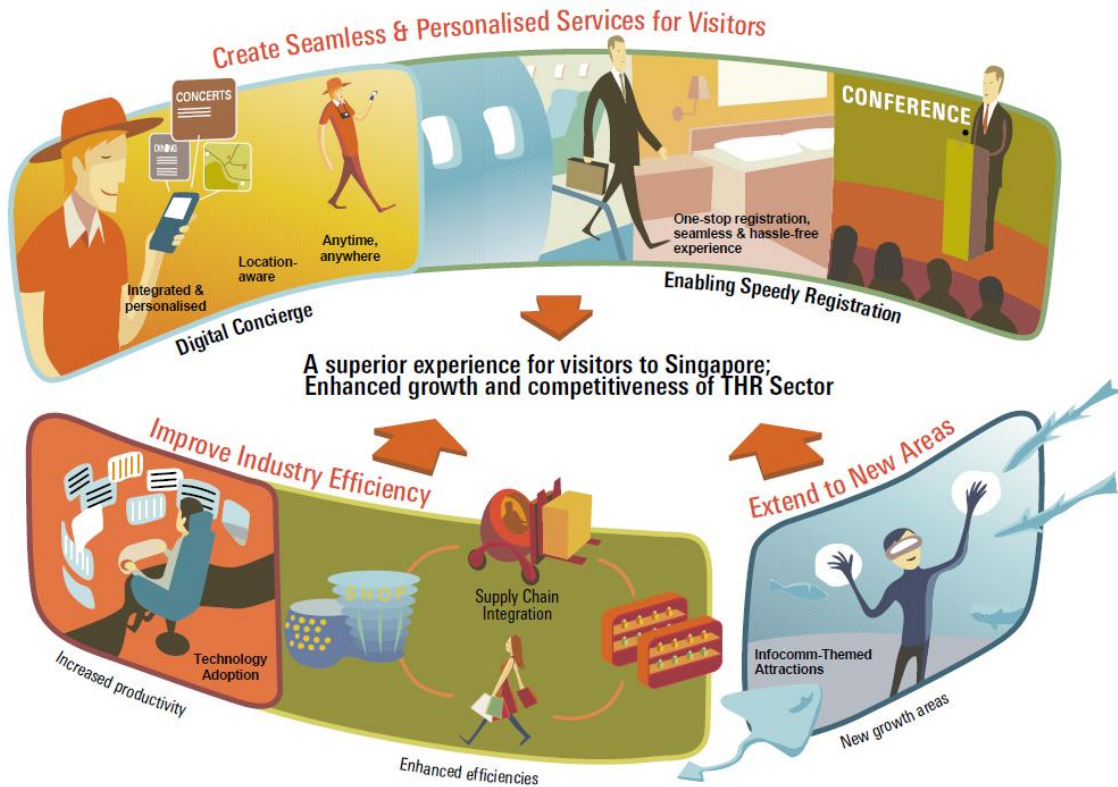 Create Seamless & Personalised Services for Visitors
CONCERTS
DINING
Integrated &
personalised
Location-
aware
Anytime,
anywhere
Digital Concierge
CONFERENCE
One-stop registration,
seamless & hassle-free
experience
Enabling Speedy Registration
A superior experience for visitors to Singapore;
Enhanced growth and competitiveness of THR Sector
Improve Industry Efficiency
Technology
Adoption
Increased productivity
SHOP
Supply Chain
Integration
Enhanced efficiencies
Extend to New Areas
Infocomm-Themed
Attractions
New growth areas